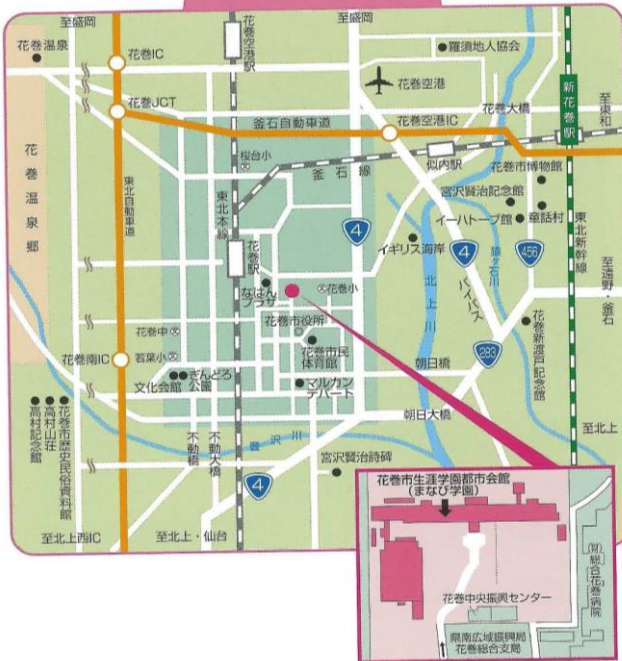 至盛岡
至盛岡
花巻温泉
花巻IC
花巻空港駅
羅須地人協会
花巻空港
花巻JCT
釜石自動車道
花巻空港IC
花巻大橋
新花巻駅
至東和
桜台小
釜石線
似内駅
花巻市博物館
宮沢賢治記念館
イーハトーブ館
童話村
花巻温泉郷
東北自動車道
東北本線
花巻駅
4
イギリス海岸
北上川
4
バイパス
猿ヶ石川
456
東北新幹線
至遠野・釜石
なはん
プラザ
花巻小
花巻市役所
花巻中
若葉小
花巻市民
体育館
花巻新渡戸記念館
283
花巻南IC
文化会館
ぎんどろ
公園
マルカン
デパート
朝日橋
朝日大橋
至北上
高村記念館
高村山荘
花巻市歴史民俗資料館
不動橋
不動大橋
豊沢川
4
宮沢賢治詩碑
至北上西IC
至北上・仙台
花巻市生涯学園都市会館
(まなび学園)
(財)総合花巻病院
花巻中央振興センター
県南広域振興局
花巻総合支局